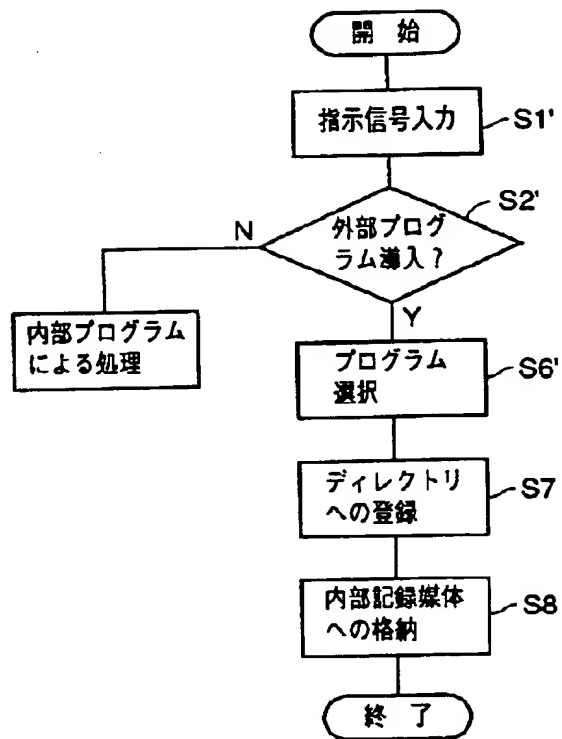 開 始
指示信号入力
S1'
S2'
外部プログ
ラム導入?
N
Y
内部プログラム
による処理
プログラム
選択
S6'
ディレクトリ
への登録
S7
内部記録媒体
への格納
S8
終 了